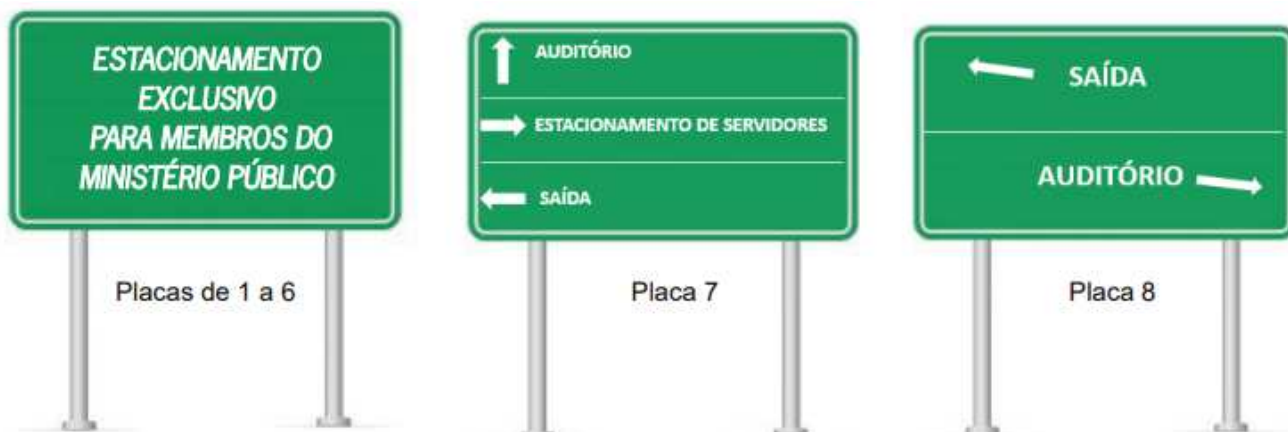 ESTACIONAMENTO
EXCLUSIVO
PARA MEMBROS DO
MINISTÉRIO PÚBLICO
Placas de 1 a 6
AUDITÓRIO
ESTACIONAMENTO DE SERVIDORES
SAÍDA
Placa 7
SAÍDA
AUDITÓRIO
Placa 8